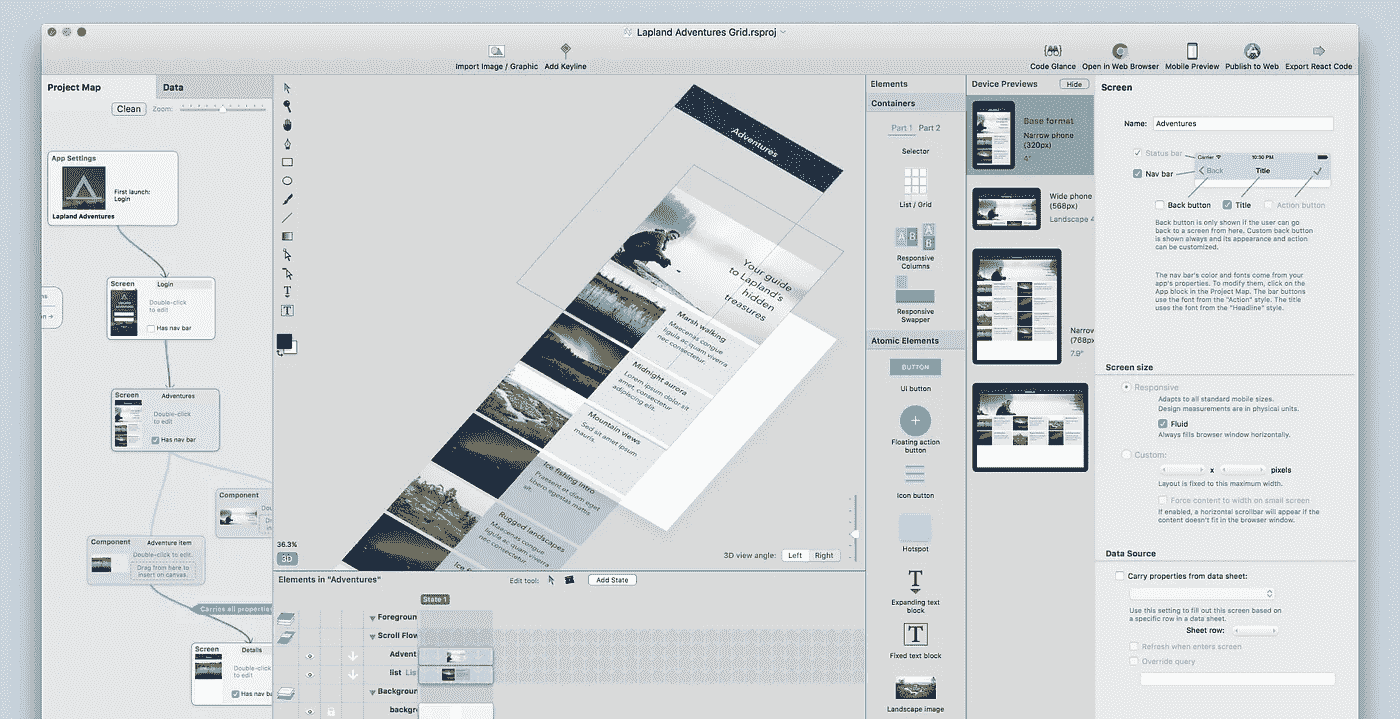 Lapland Adventures Grid.rsproj
Import Image / Graphic
Add Keyline
Code Glance
Open in Web Browser
Mobile Preview
Publish to Web
Export React Code
Project Map
Data
Clean
Zoom:
App Settings
First launch:
Login
Lapland Adventures
Screen
Login
Double-click
to edit
Has nav bar
Screen
Adventures
Double-click
to edit
Has nav bar
Component
Component
Adventure item
Double-click to edit.
Drag from here to
insert on canvas.
Carries all properties
Screen
Details
Double-click
to edit
Has nav ba
Adventures
Your guide
to Lapland's
hidden
treasures
Marsh walking
Maecenas congue
ligula ac quam viverra
nec consectetur.
Midnight aurora
Lorem ipsum dolor sit
amet, consectetur
adipiscing elit.
Mountain views
Sed sit amet ipsum
mauris.
Ice fishing intro
Praesent et diam eget
libero egestas mattis
Rugged landscapes
Maecenas congue
ligula ac quam viverra
nec consectetur.
36.3%
3D
3D view angle:
Left
Right
Elements in "Adventures"
Edit tool:
Add State
State 1
Foregroun
Scroll Flow
Advent
list Lis
Backgroun
backgr
Elements
Containers
Part 1
Part 2
Selector
List / Grid
A B
A
B
Responsive
Columns
Responsive
Swapper
Atomic Elements
BUTTON
UI button
Floating action
button
Icon button
Hotspot
Expanding text
block
Fixed text block
Landscape image
Device Previews
Hide
Base format
Narrow phone
(320px)
4"
Wide phone
(568px)
Landscape 4
Narrow
(768px
7.9"
Screen
Name:
Adventures
Status bar
Nav bar
Carrier
10:30 PM
Back
Title
Back button
Title
Action button
Back button is only shown if the user can go
back to a screen from here. Custom back button
is shown always and its appearance and action
can be customized.
The nav bar's color and fonts come from your
app's properties. To modify them, click on the
App block in the Project Map. The bar buttons
use the font from the "Action" style. The title
uses the font from the "Headline" style.
Screen size
Responsive
Adapts to all standard mobile sizes.
Design measurements are in physical units.
Fluid
Always fills browser window horizontally.
Custom:
x
pixels
Layout is fixed to this maximum width.
Force content to width on small screen
If enabled, a horizontal scrollbar will appear if the
content doesn't fit in the browser window.
Data Source
Carry properties from data sheet:
Use this setting to fill out this screen based on
a specific row in a data sheet.
Sheet row:
Refresh when enters screen
Override query